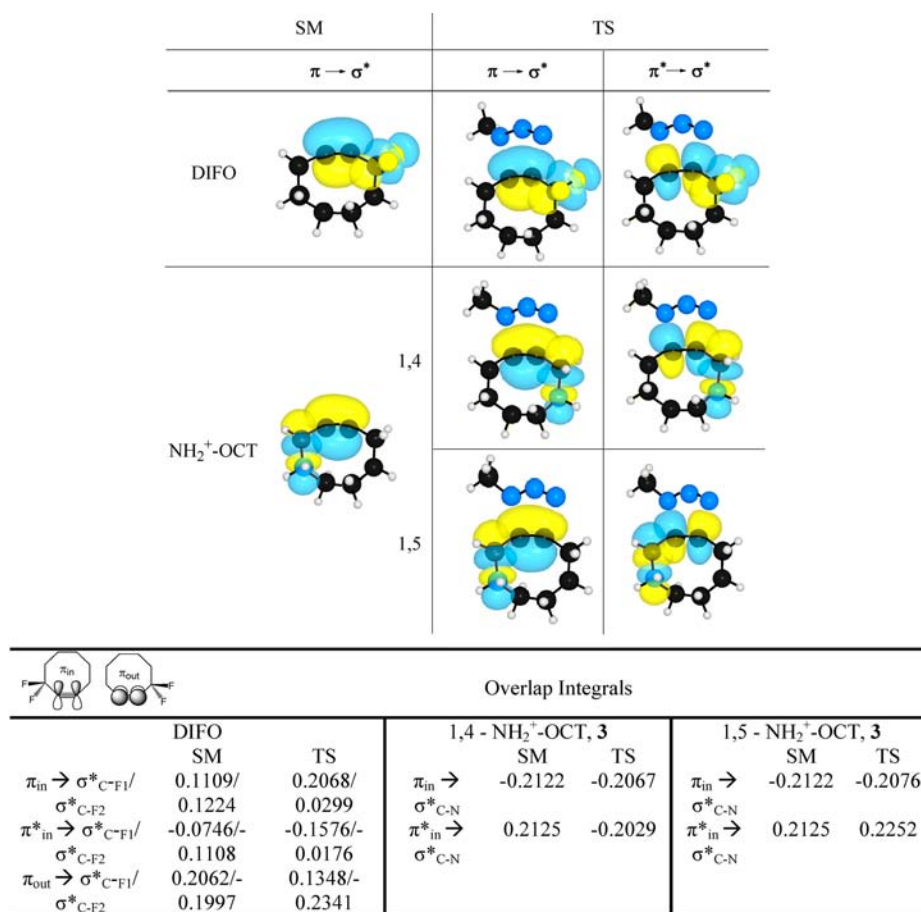 SM TS
π → σ* π → σ* π* → σ*
DIFO
1,4
NH₂⁺-OCT
1,5
πin πout
F F F F
Overlap Integrals
DIFO 1,4 - NH₂⁺-OCT, 3 1,5 - NH₂⁺-OCT, 3
SM TS SM TS SM TS
πin → σ*C-F1/ 0.1109/ 0.2068/ πin → -0.2122 -0.2067 πin → -0.2122 -0.2076
σ*C-F2 0.1224 0.0299 σ*C-N σ*C-N
π*in → σ*C-F1/ -0.0746/- -0.1576/- π*in → 0.2125 -0.2029 π*in → 0.2125 0.2252
σ*C-F2 0.1108 0.0176 σ*C-N σ*C-N
πout → σ*C-F1/ 0.2062/- 0.1348/-
σ*C-F2 0.1997 0.2341